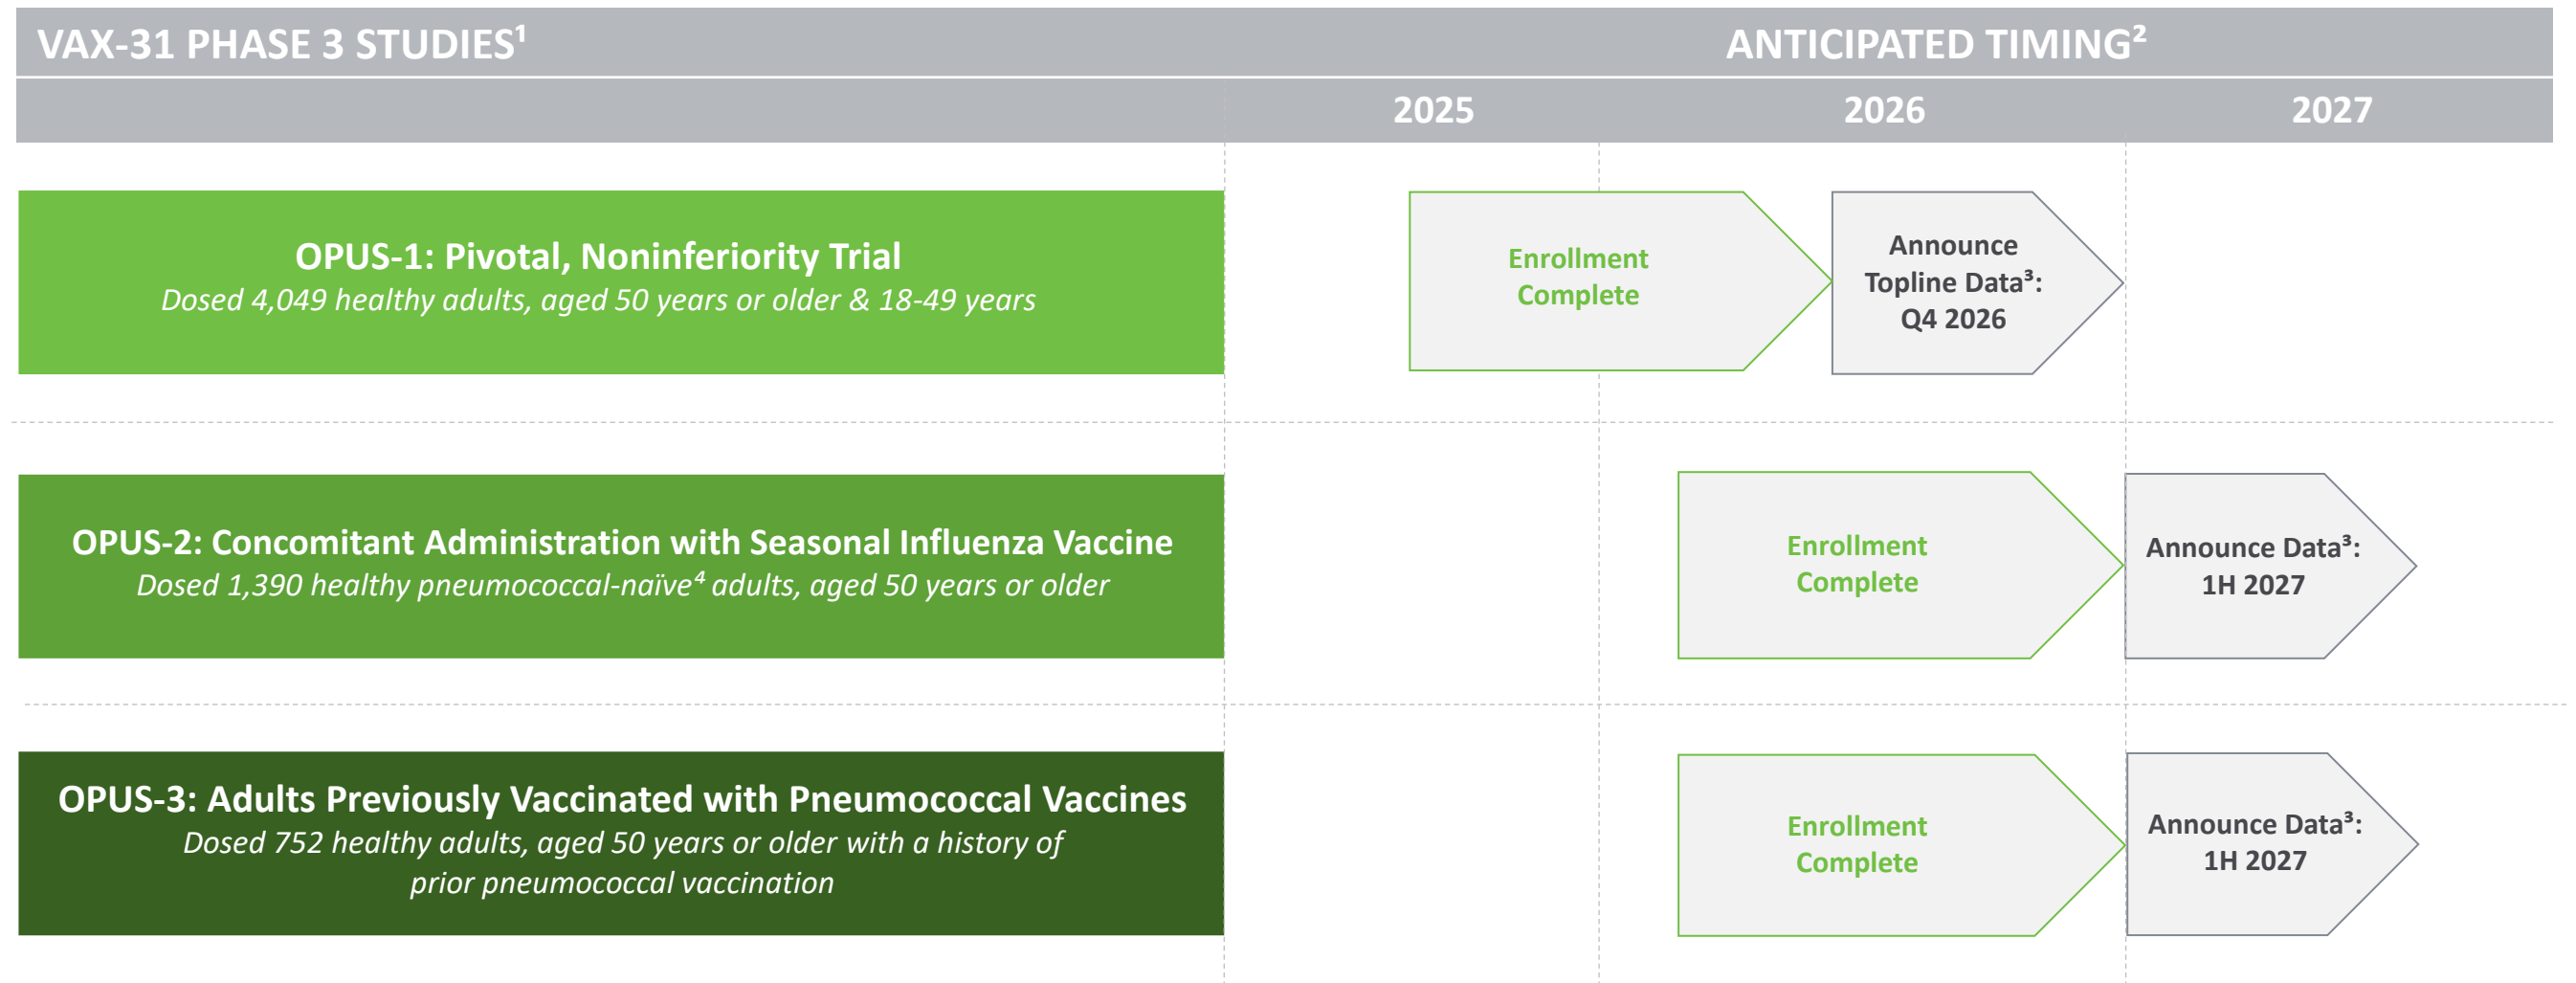 VAX-31 PHASE 3 STUDIES¹
ANTICIPATED TIMING²
2025
2026
2027
OPUS-1: Pivotal, Noninferiority Trial
Dosed 4,049 healthy adults, aged 50 years or older & 18-49 years
Enrollment
Complete
Announce
Topline Data³:
Q4 2026
OPUS-2: Concomitant Administration with Seasonal Influenza Vaccine
Dosed 1,390 healthy pneumococcal-naïve⁴ adults, aged 50 years or older
Enrollment
Complete
Announce Data³:
1H 2027
OPUS-3: Adults Previously Vaccinated with Pneumococcal Vaccines
Dosed 752 healthy adults, aged 50 years or older with a history of
prior pneumococcal vaccination
Enrollment
Complete
Announce Data³:
1H 2027